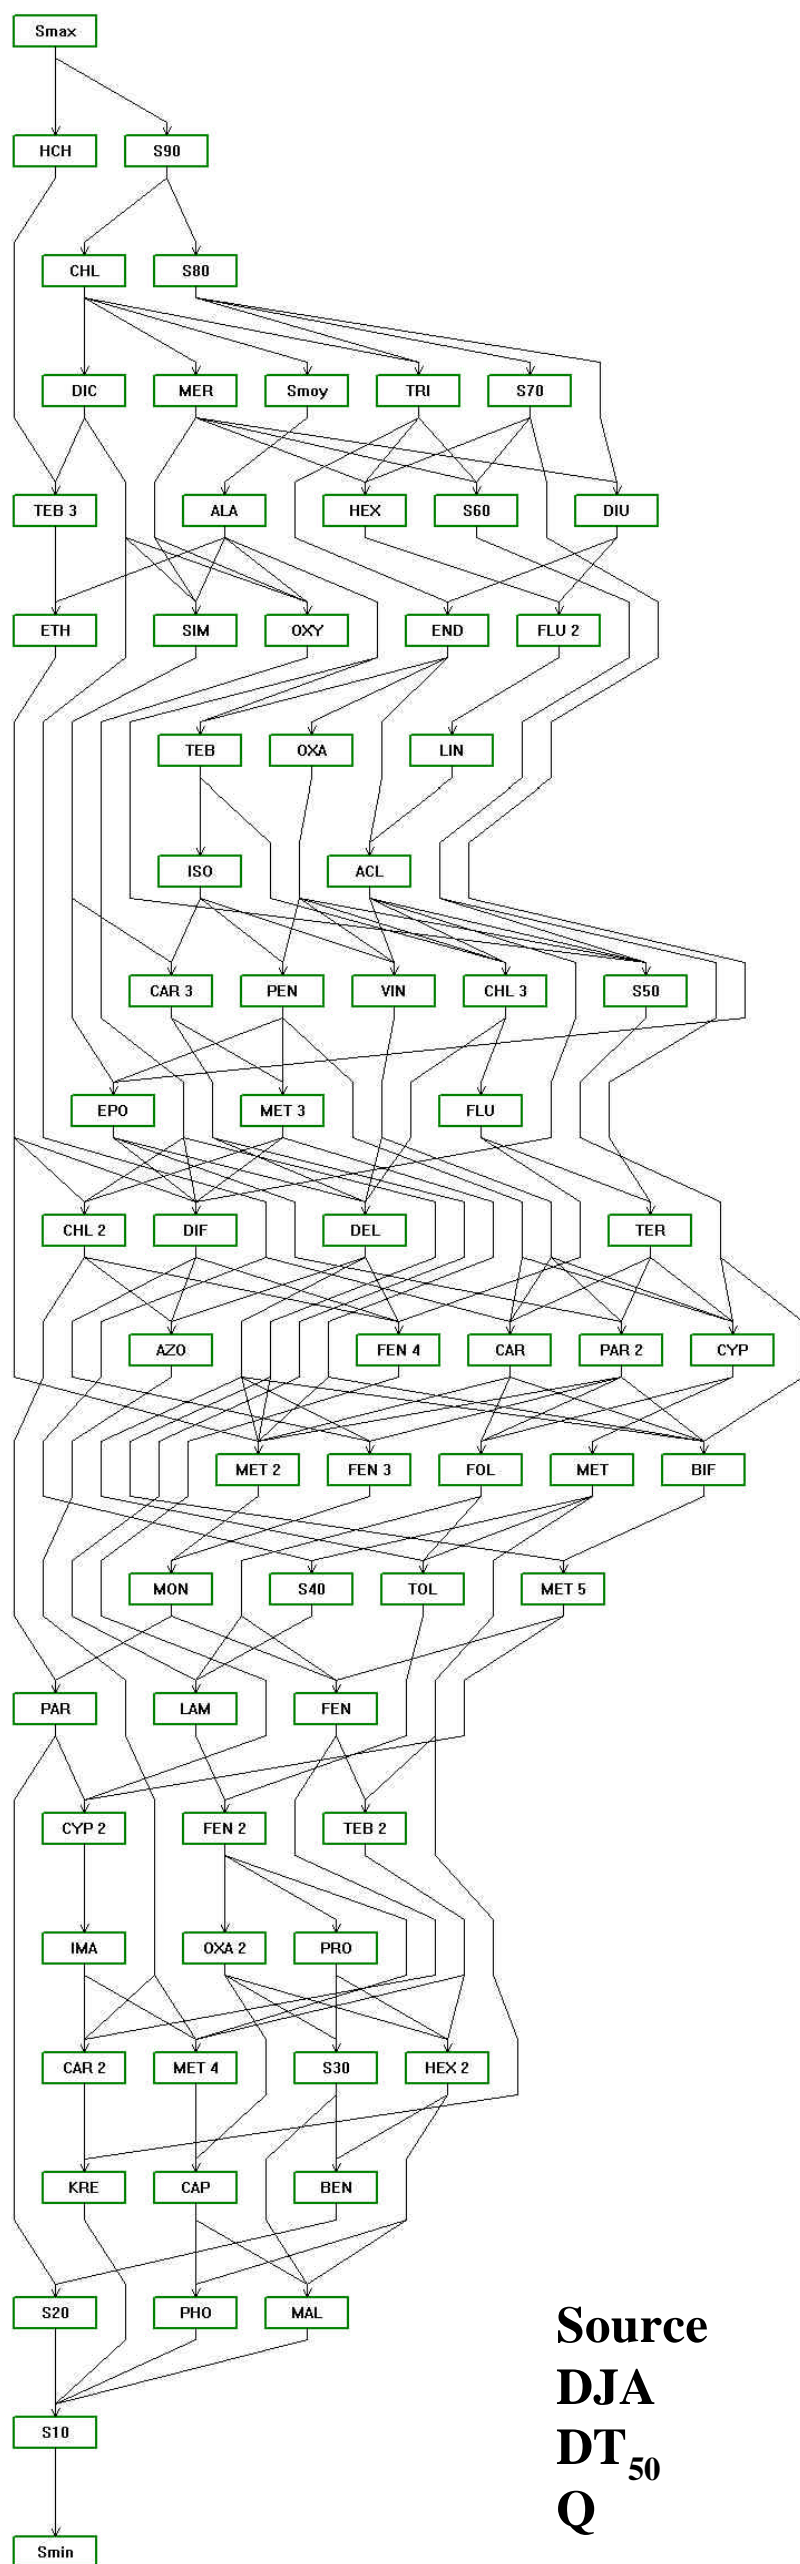 Smax
HCH S90
CHL S80
DIC MER Smoy TRI S70
TEB 3 ALA HEX S60 DIU
ETH SIM OXY END FLU 2
TEB OXA LIN
ISO ACL
CAR 3 PEN VIN CHL 3 S50
EPO MET 3 FLU
CHL 2 DIF DEL TER
AZO FEN 4 CAR PAR 2 CYP
MET 2 FEN 3 FOL MET BIF
MON S40 TOL MET 5
PAR LAM FEN
CYP 2 FEN 2 TEB 2
IMA OXA 2 PRO
CAR 2 MET 4 S30 HEX 2
KRE CAP BEN
S20 PHO MAL
Source
DJA
S10
DT50
Q
Smin